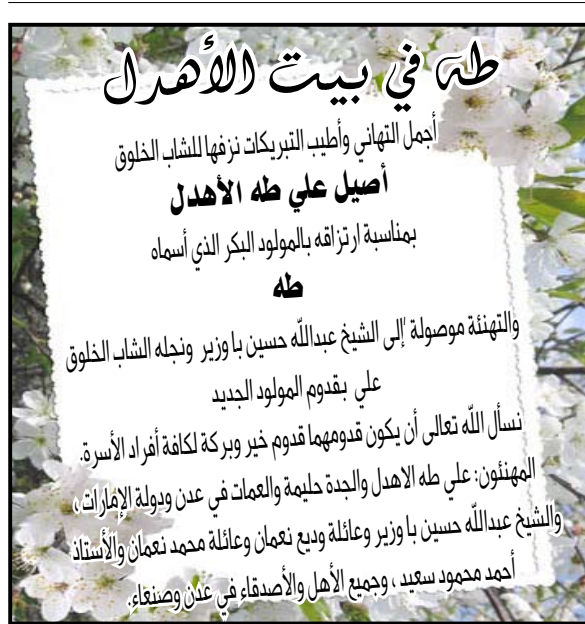 طه في بيت الأهدل
أجمل التهاني وأطيب التبريكات نزفها للشاب الخلوق
أصيل علي طه الأهدل
بمناسبة ارتزاقه بالمولود البكر الذي أسماه
طه
والتهنئة موصولة إلى الشيخ عبدالله حسين با وزير ونجله الشاب الخلوق
علي بقدوم المولود الجديد
نسأل الله تعالى أن يكون قدومهما قدوم خير وبركة لكافة أفراد الأسرة.
المهنئون: علي طه الاهدل والجدة حليمة والعمات في عدن ودولة الإمارات ،
والشيخ عبدالله حسين با وزير وعائلة وديع نعمان وعائلة محمد نعمان والأستاذ
أحمد محمود سعيد ، وجميع الأهل والأصدقاء في عدن وصنعاء.